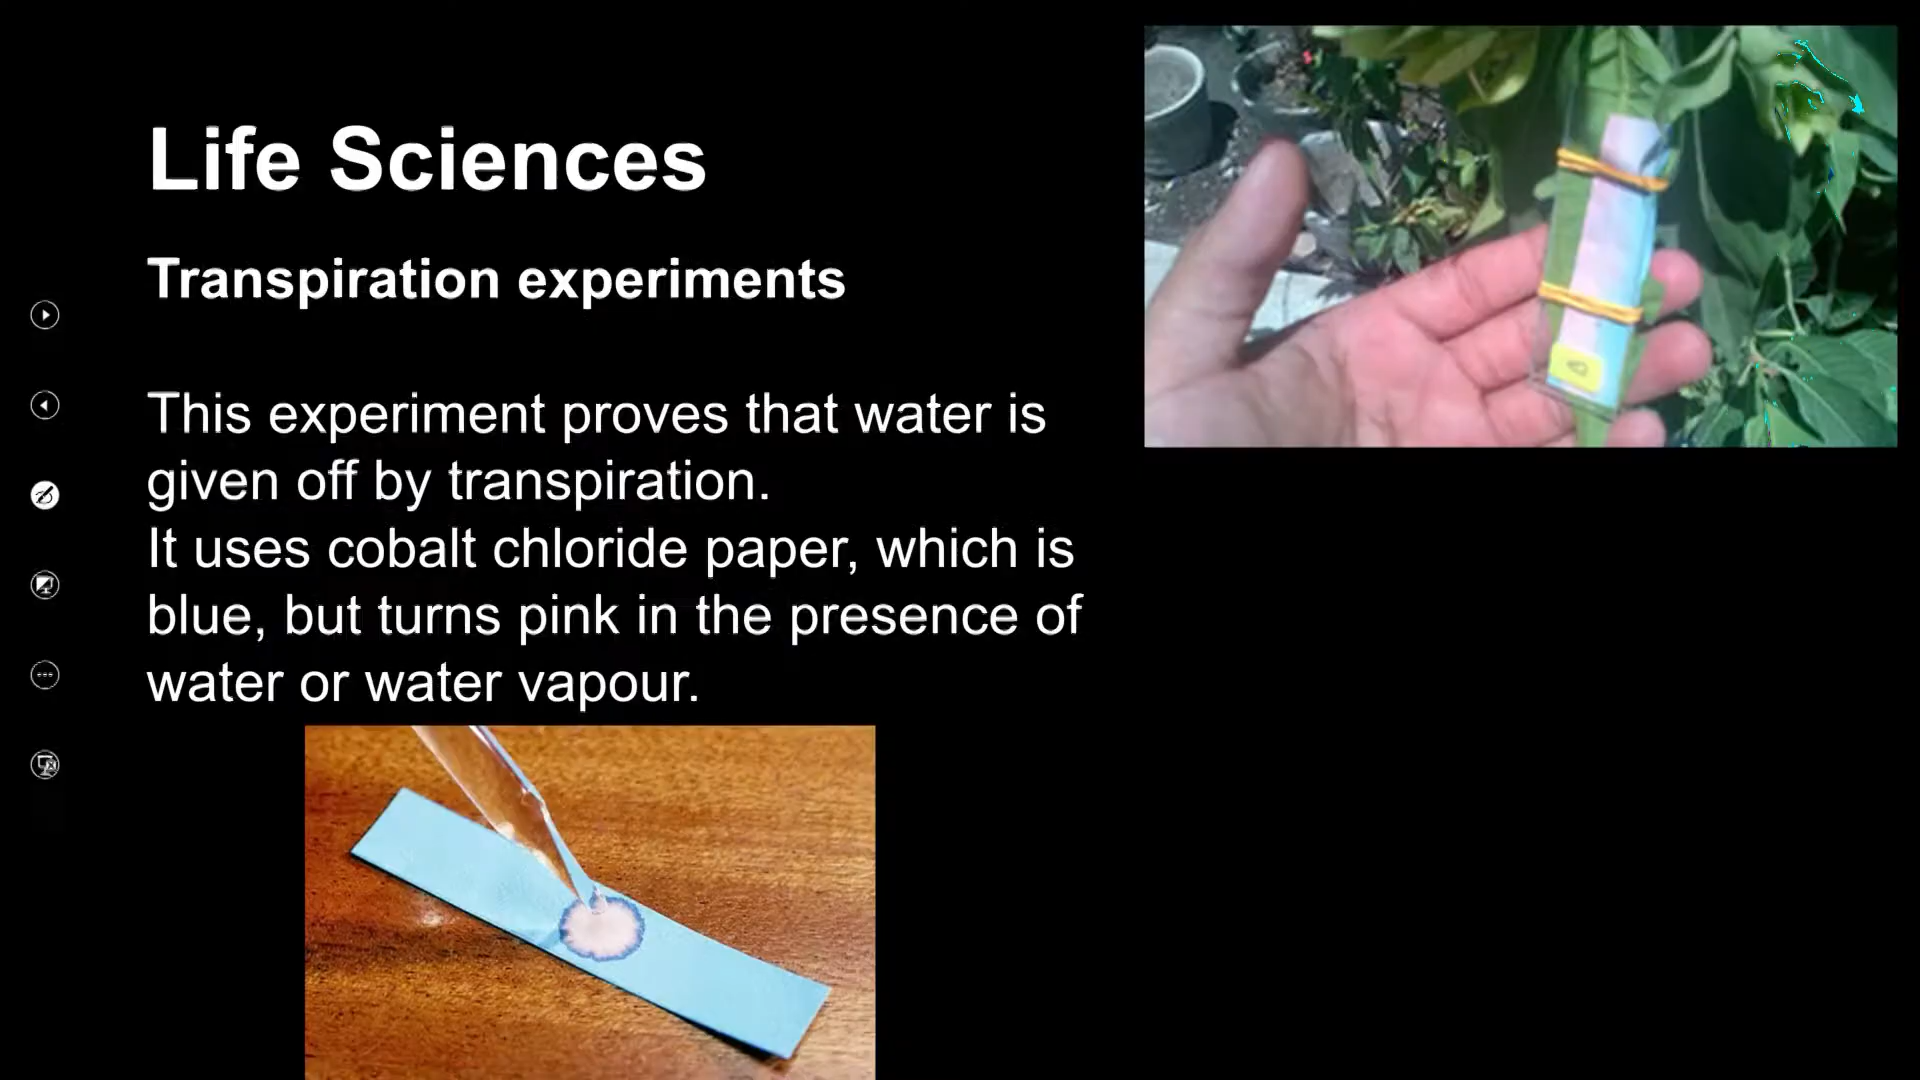 Life Sciences
Transpiration experiments
This experiment proves that water is
given off by transpiration.
It uses cobalt chloride paper, which is
blue, but turns pink in the presence of
water or water vapour.